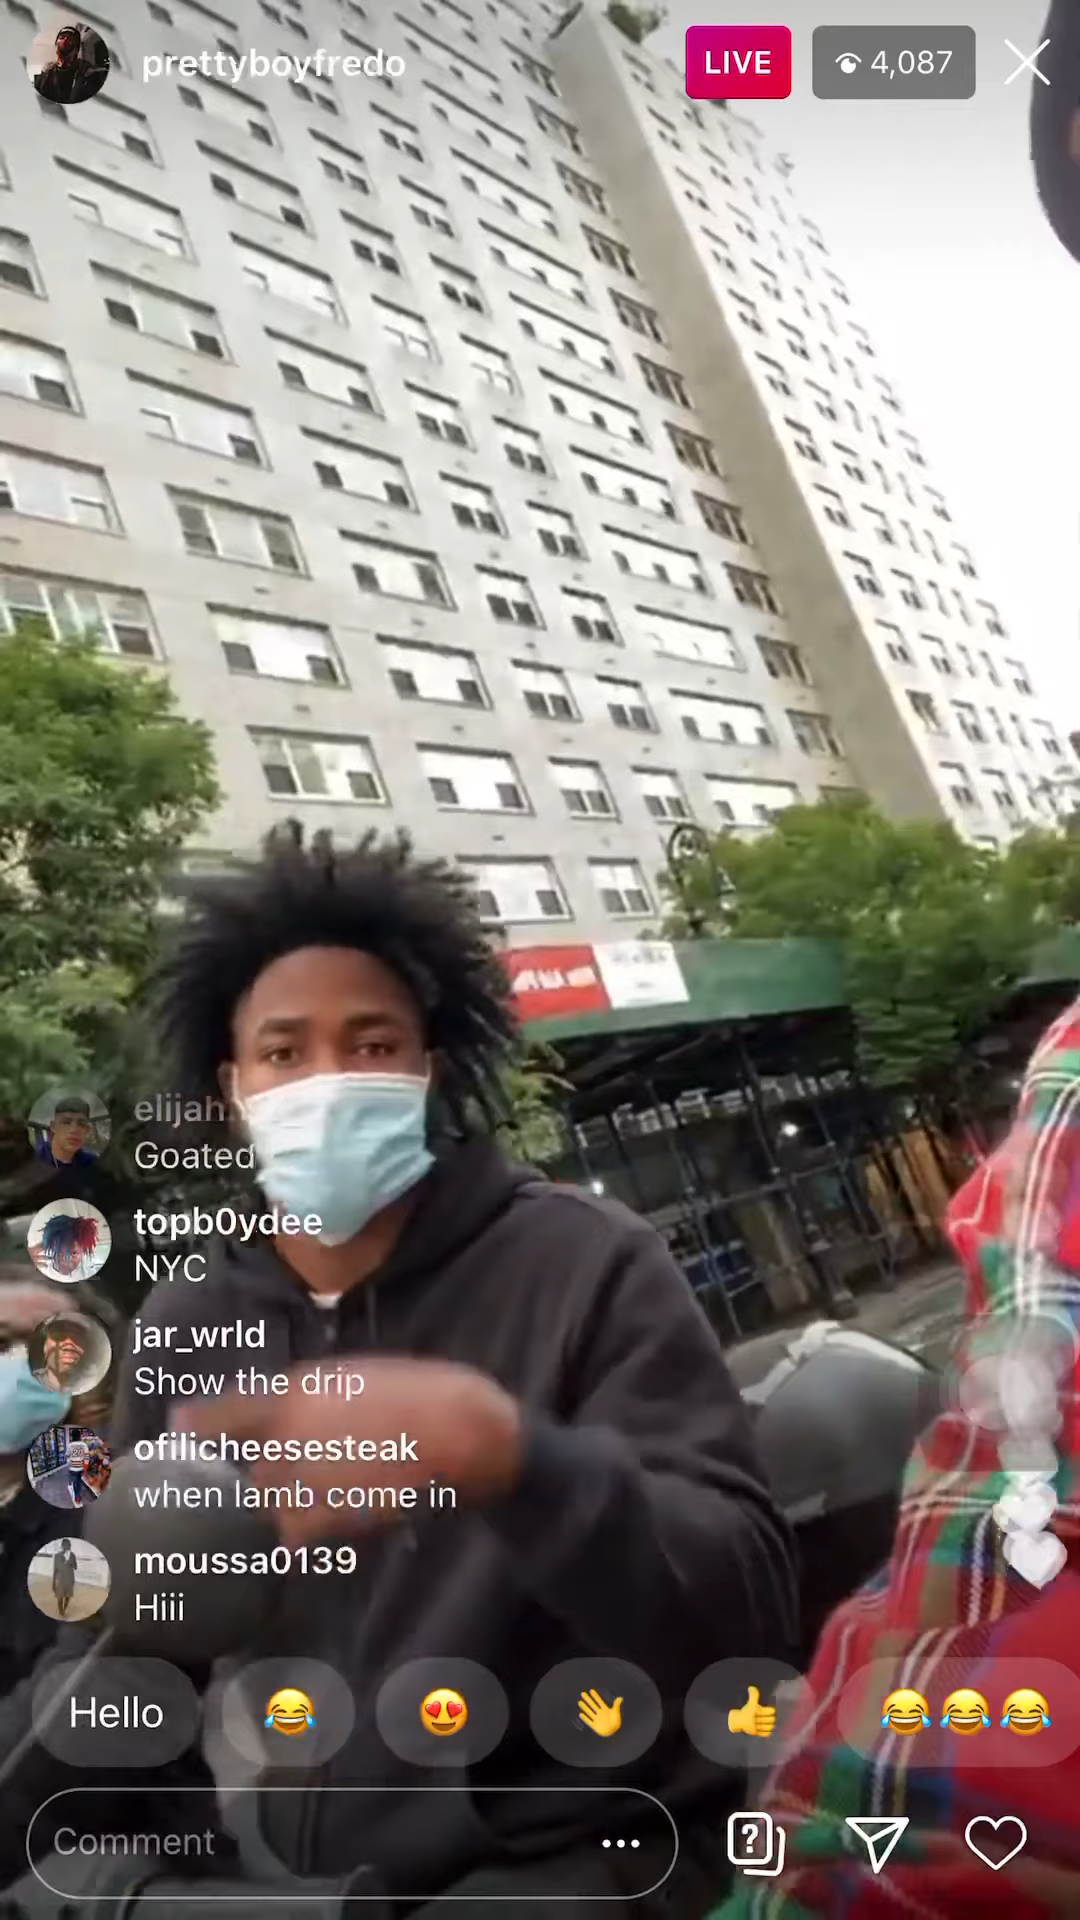 prettyboyfredo
LIVE
4,087
elijah
Goated
topb0ydee
NYC
jar_wrld
Show the drip
ofilicheesesteak
when lamb come in
moussa0139
Hiii
Hello
Comment